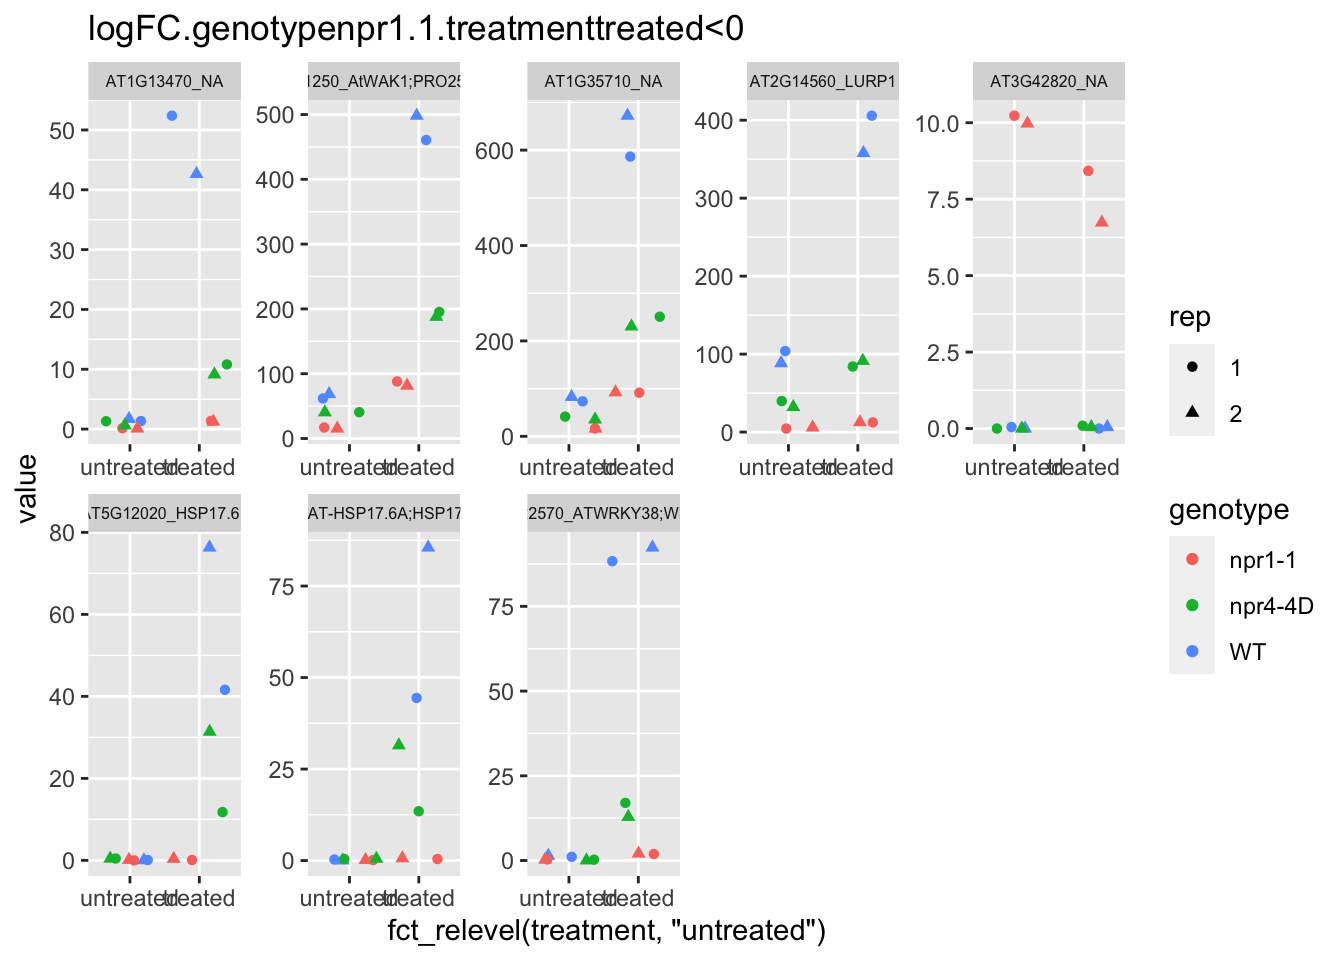 logFC.genotypenpr1.1.treatmenttreated<0
AT1G13470_NA
1250_AtWAK1;PRO25
AT1G35710_NA
AT2G14560_LURP1
AT3G42820_NA
50
40
30
20
10
0
500
400
300
200
100
0
600
400
200
0
400
300
200
100
0
10.0
7.5
5.0
2.5
0.0
untreated treated
untreated treated
untreated treated
untreated treated
untreated treated
AT5G12020_HSP17.6
AT-HSP17.6A;HSP17
2570_ATWRKY38;W
80
60
40
20
0
75
50
25
0
75
50
25
0
untreated treated
untreated treated
untreated treated
value
fct_relevel(treatment, "untreated")
rep
1
2
genotype
npr1-1
npr4-4D
WT